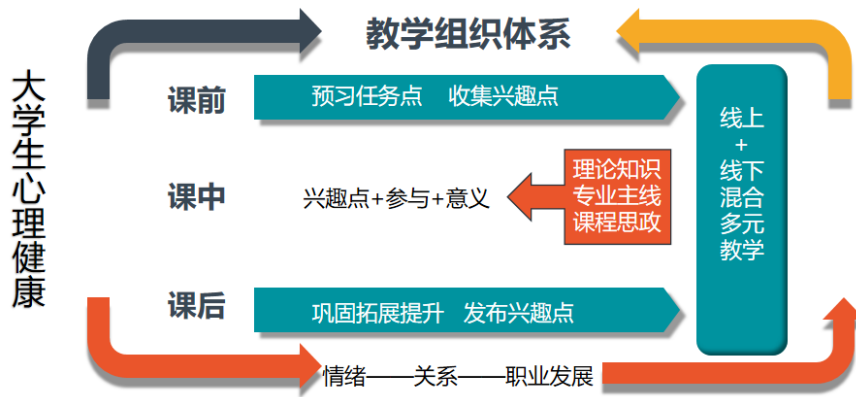 教学组织体系
大学生心理健康
课前
预习任务点 收集兴趣点
课中
兴趣点+参与+意义
理论知识
专业主线
课程思政
课后
巩固拓展提升 发布兴趣点
线上
+
线下
混合
多元
教学
情绪——关系——职业发展